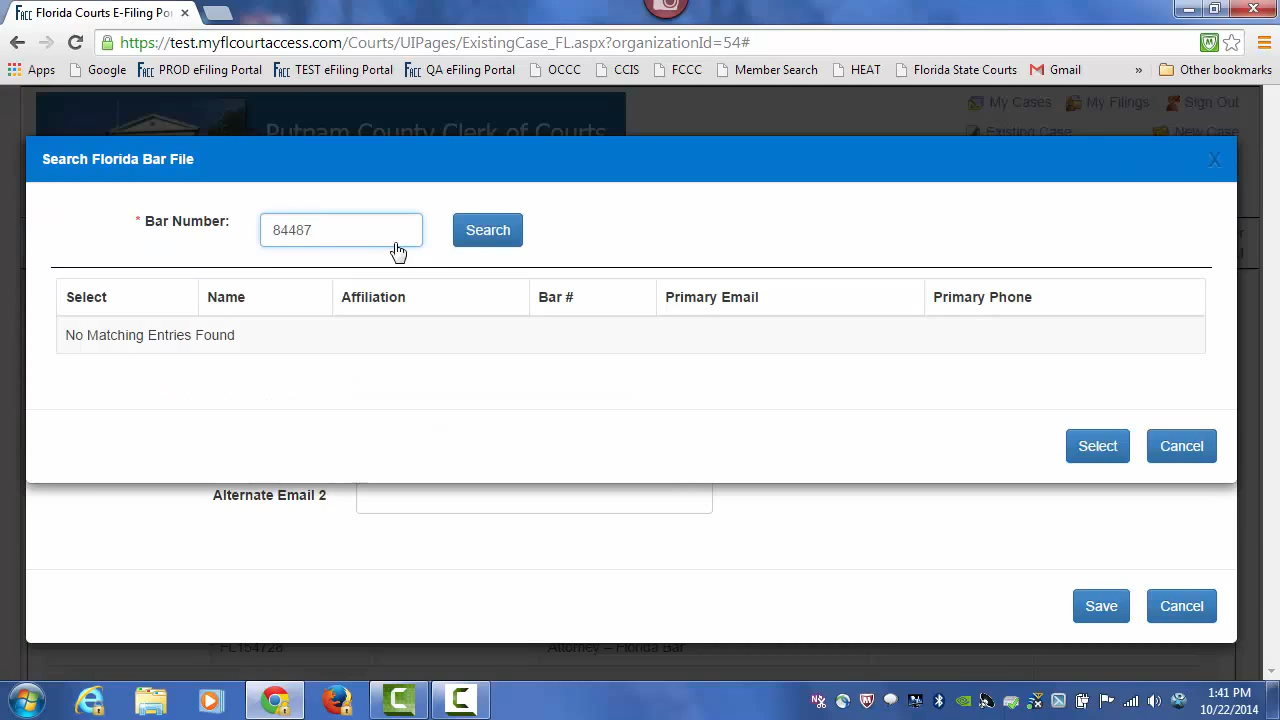 Florida Courts E-Filing Po
https://test.myflcourtaccess.com/Courts/UIPages/ExistingCase_FL.aspx?organizationId=54#
Apps Google PROD eFiling Portal TEST eFiling Portal QA eFiling Portal OCCC CCIS FCCC Member Search HEAT Florida State Courts Gmail » Other bookmarks
Putnam County Clerk of Courts My Cases My Filings Sign Out
Existing Case New Case
Search Florida Bar File X
* Bar Number: 84487 Search
Select Name Affiliation Bar # Primary Email Primary Phone
No Matching Entries Found
Select Cancel
Alternate Email 2
Save Cancel
FL154728 Attorney – Florida Bar
1:41 PM
10/22/2014